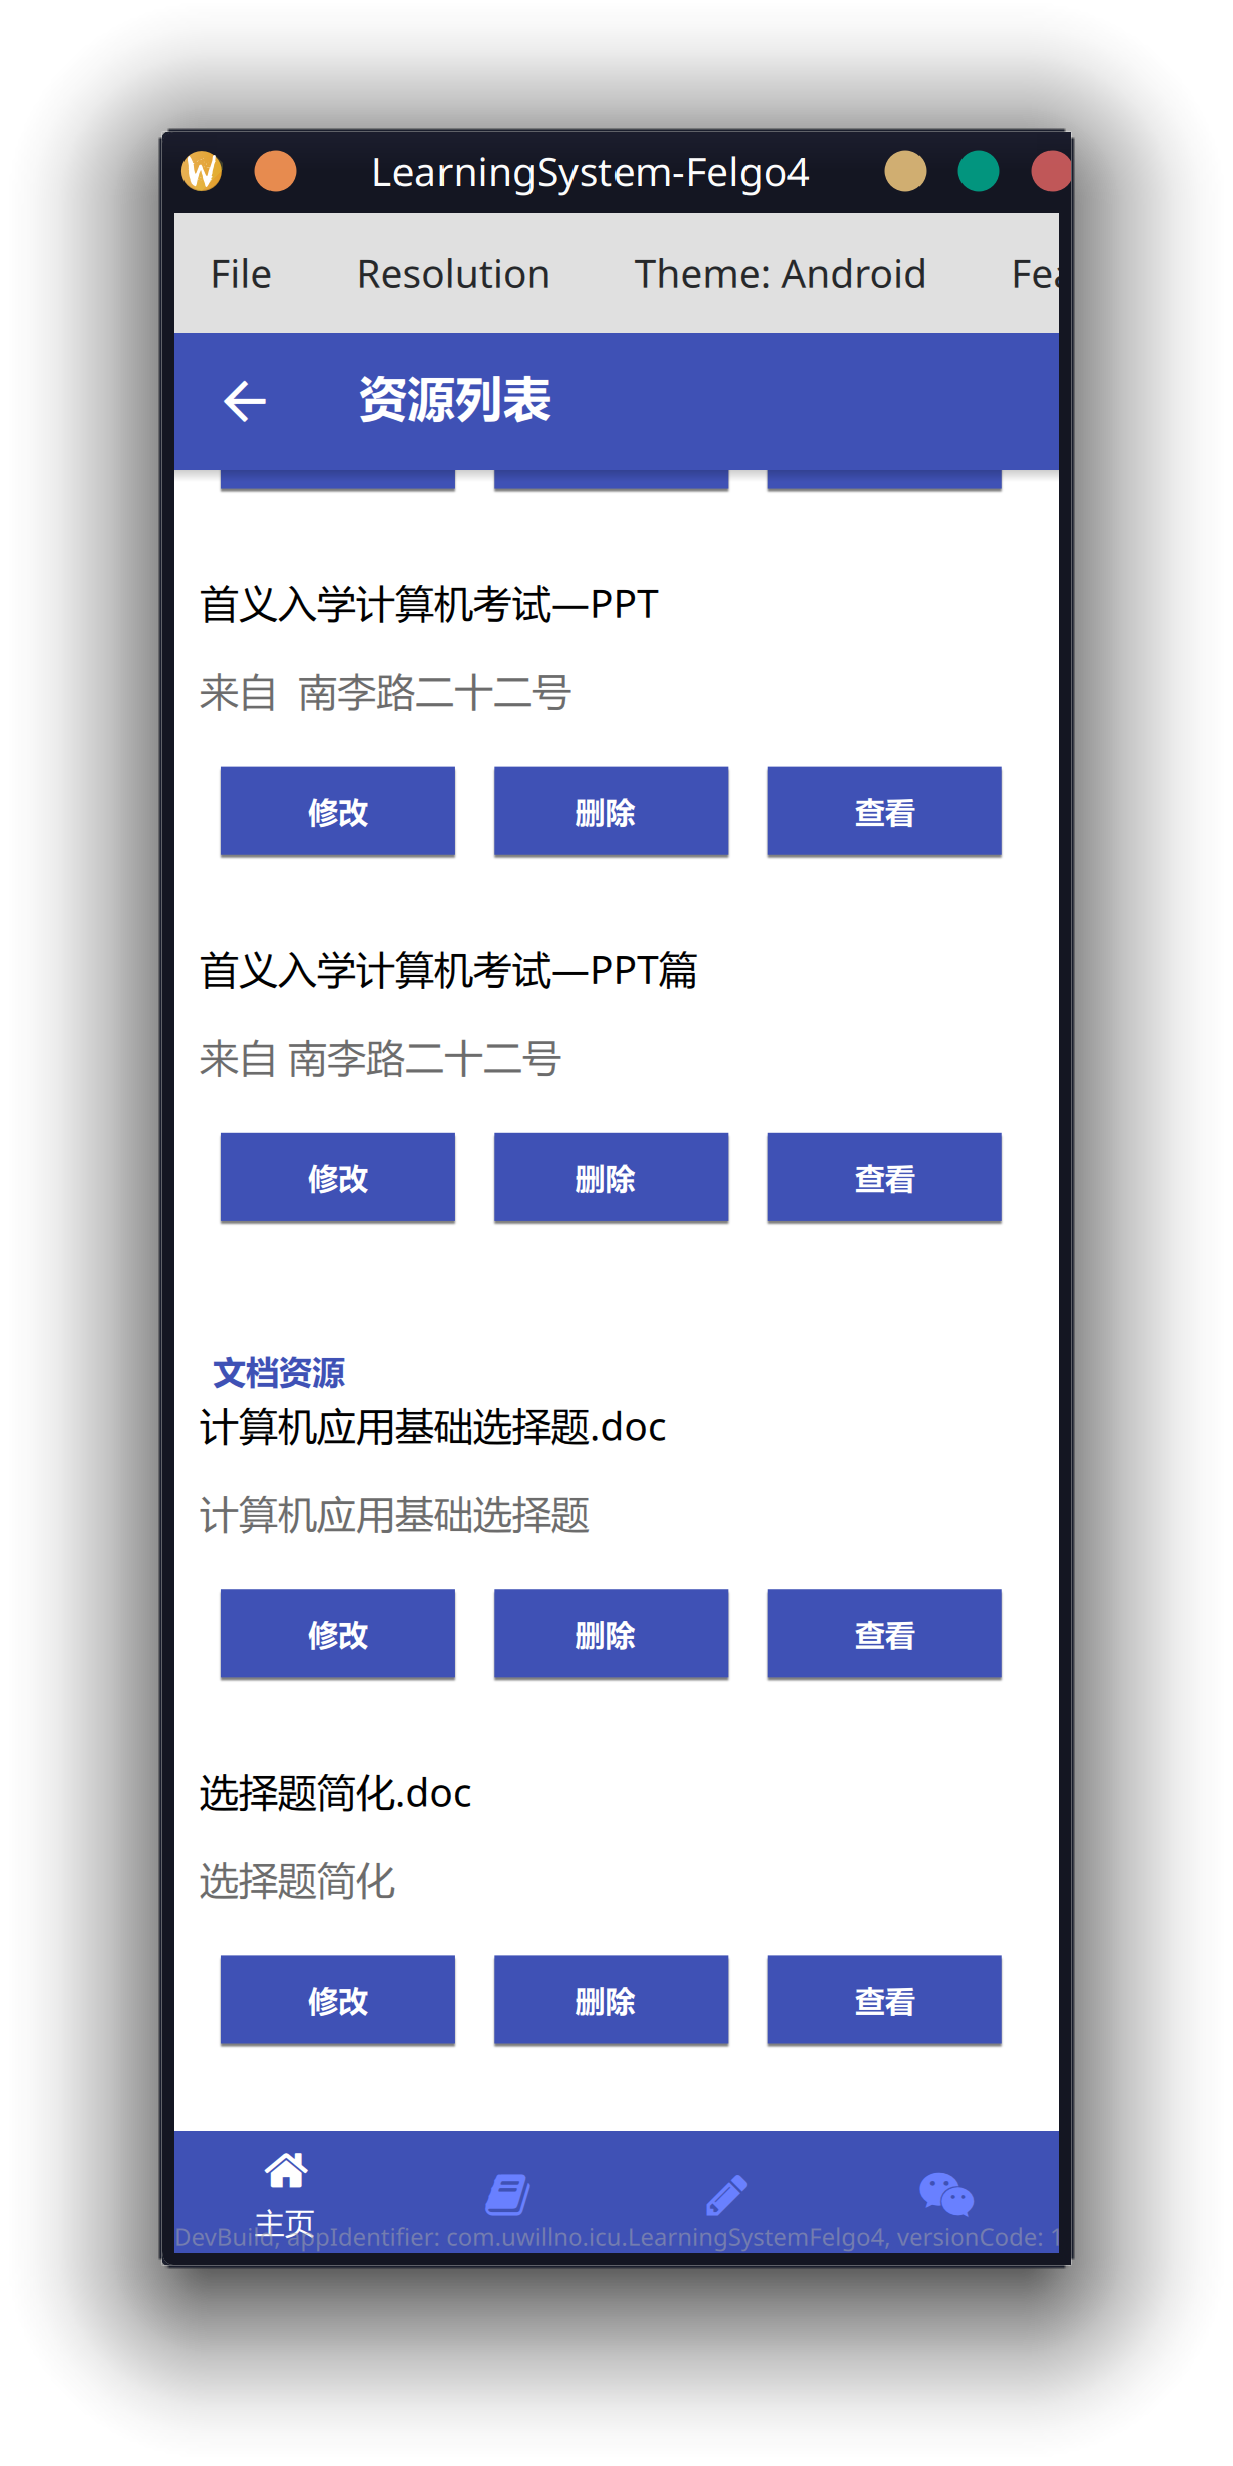 LearningSystem-Felgo4
File Resolution Theme: Android Fea
资源列表
首义入学计算机考试—PPT
来自 南李路二十二号
修改 删除 查看
首义入学计算机考试—PPT篇
来自 南李路二十二号
修改 删除 查看
文档资源
计算机应用基础选择题.doc
计算机应用基础选择题
修改 删除 查看
选择题简化.doc
选择题简化
修改 删除 查看
主页
DevBuild, appIdentifier: com.uwillno.icu.LearningSystemFelgo4, versionCode: 1